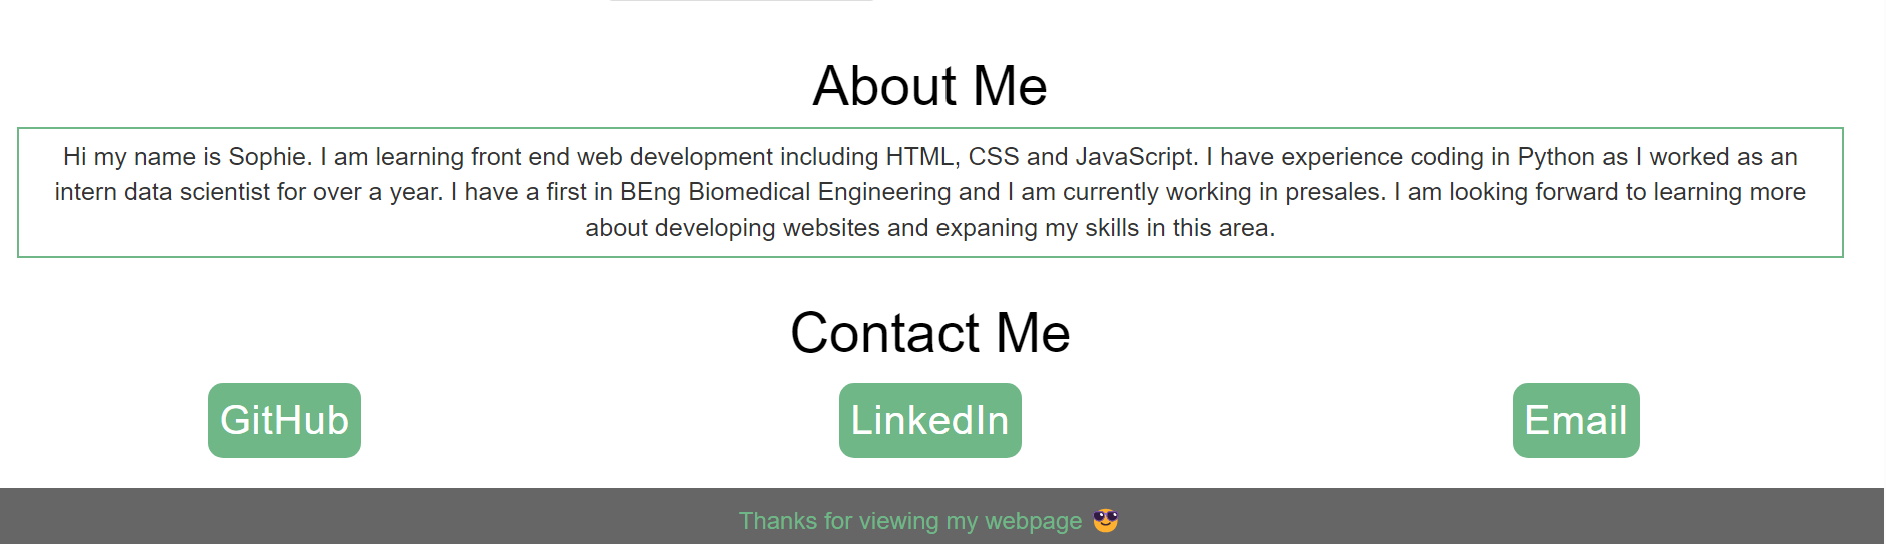 About Me
Hi my name is Sophie. I am learning front end web development including HTML, CSS and JavaScript. I have experience coding in Python as I worked as an
intern data scientist for over a year. I have a first in BEng Biomedical Engineering and I am currently working in presales. I am looking forward to learning more
about developing websites and expaning my skills in this area.
Contact Me
GitHub LinkedIn Email
Thanks for viewing my webpage 😎